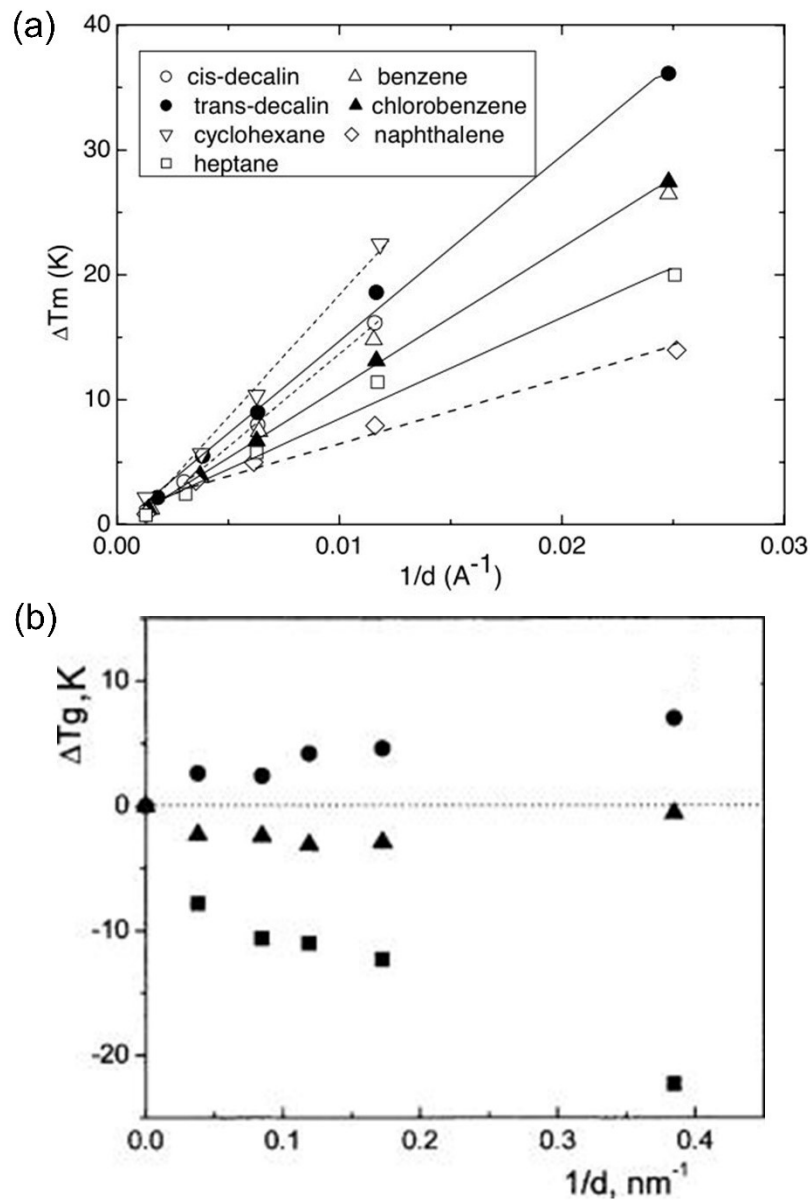 (a)
40
30
20
10
0
ΔTm (K)
○ cis-decalin △ benzene
● trans-decalin ▲ chlorobenzene
▽ cyclohexane ◇ naphthalene
□ heptane
0.00 0.01 0.02 0.03
1/d (A⁻¹)
(b)
10
0
-10
-20
ΔTg, K
0.0 0.1 0.2 0.3 0.4
1/d, nm⁻¹